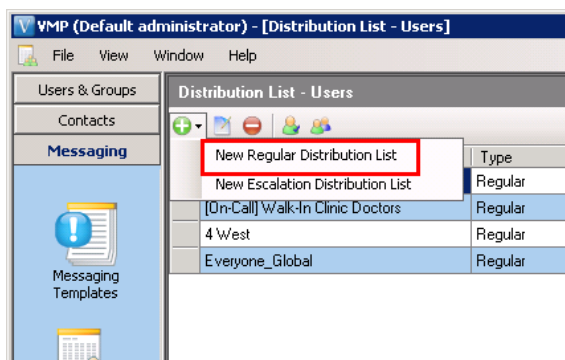 VMP (Default administrator) - [Distribution List - Users]
File View Window Help
Users & Groups
Distribution List - Users
Contacts
Messaging
New Regular Distribution List
Type
New Escalation Distribution List
Regular
[On-Call] Walk-In Clinic Doctors Regular
4 West Regular
Everyone_Global Regular
Messaging
Templates